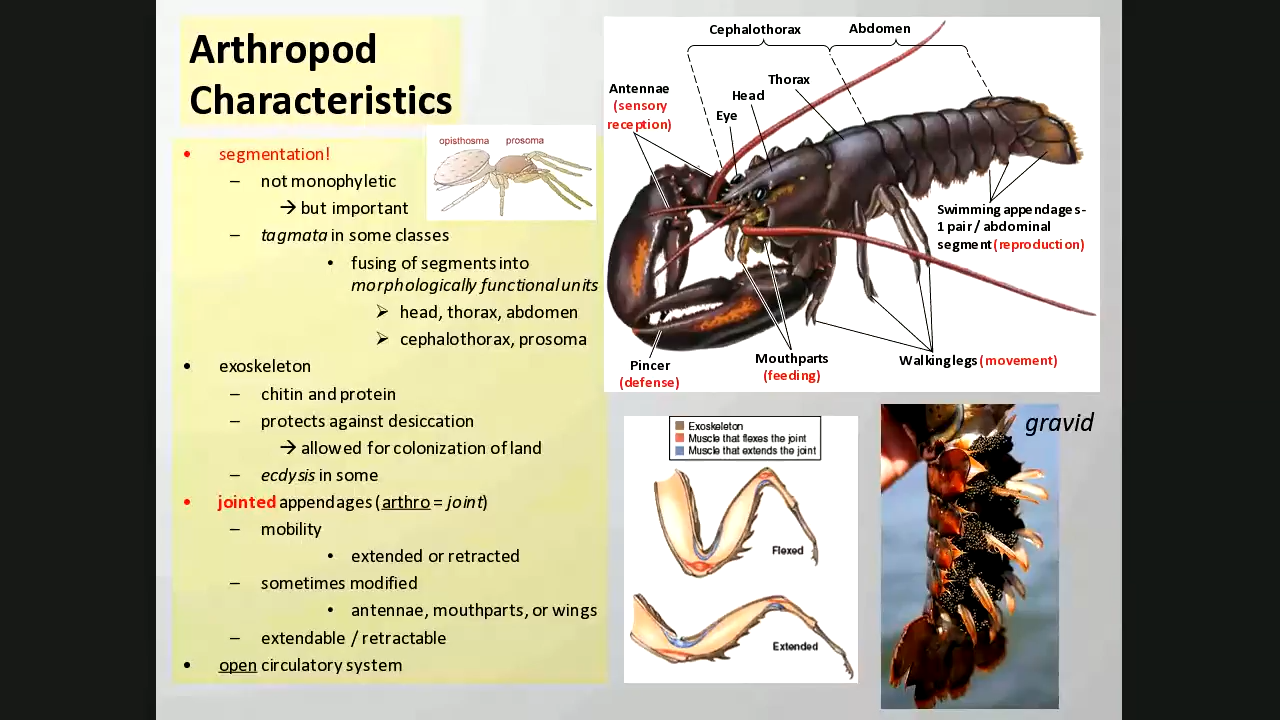 Arthropod
Characteristics
• segmentation!
– not monophyletic
→ but important
– tagmata in some classes
• fusing of segments into
morphologically functional units
➢ head, thorax, abdomen
➢ cephalothorax, prosoma
• exoskeleton
– chitin and protein
– protects against desiccation
→ allowed for colonization of land
– ecdysis in some
• jointed appendages (arthro = joint)
– mobility
• extended or retracted
– sometimes modified
• antennae, mouthparts, or wings
– extendable / retractable
• open circulatory system
opisthosma prosoma
Cephalothorax
Abdomen
Antennae
(sensory
reception)
Thorax
Head
Eye
Swimming appendages-
1 pair / abdominal
segment (reproduction)
Pincer
(defense)
Mouthparts
(feeding)
Walking legs (movement)
Exoskeleton
Muscle that flexes the joint
Muscle that extends the joint
Flexed
Extended
gravid